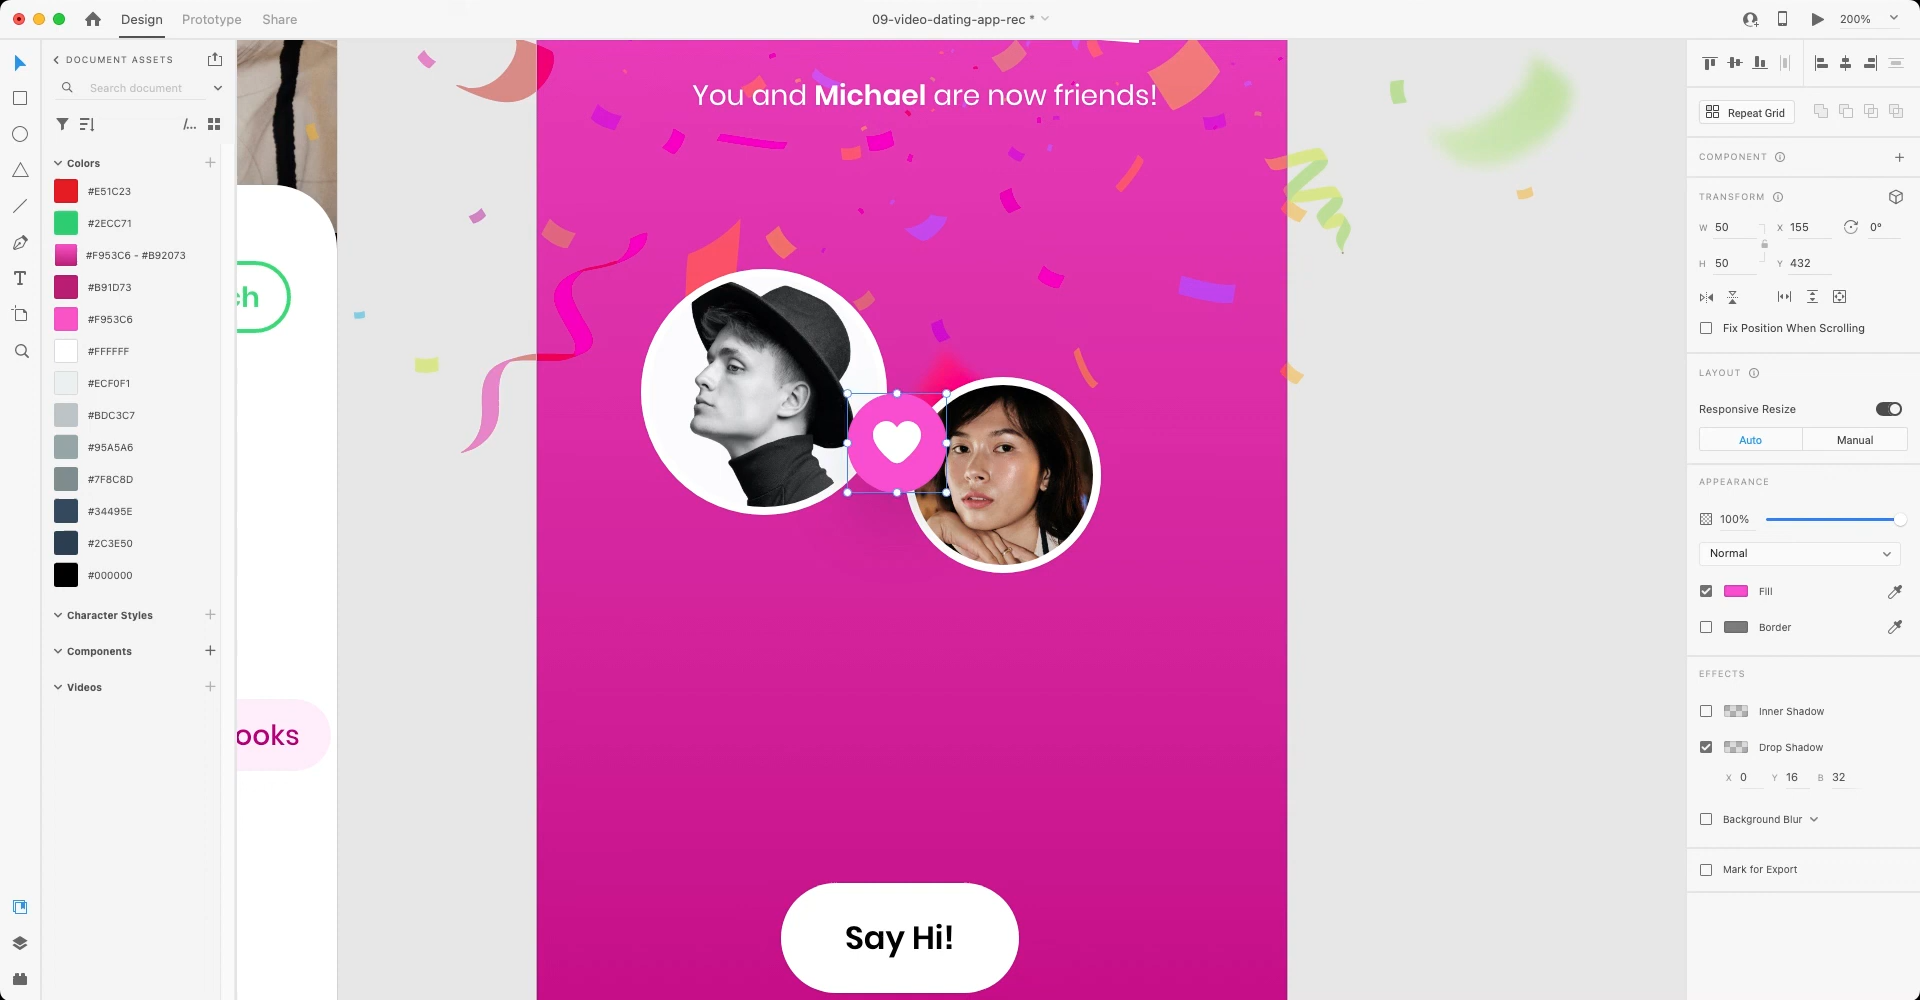 Design Prototype Share
09-video-dating-app-rec *
200%
DOCUMENT ASSETS
Search document
/...
Colors
#E51C23
#2ECC71
#F953C6 - #B92073
#B91D73
#F953C6
#FFFFFF
#ECF0F1
#BDC3C7
#95A5A6
#7F8C8D
#34495E
#2C3E50
#000000
Character Styles
Components
Videos
ch
ooks
You and Michael are now friends!
Say Hi!
Repeat Grid
COMPONENT
TRANSFORM
W 50 X 155 0°
H 50 Y 432
Fix Position When Scrolling
LAYOUT
Responsive Resize
Auto Manual
APPEARANCE
100%
Normal
Fill
Border
EFFECTS
Inner Shadow
Drop Shadow
X 0 Y 16 B 32
Background Blur
Mark for Export